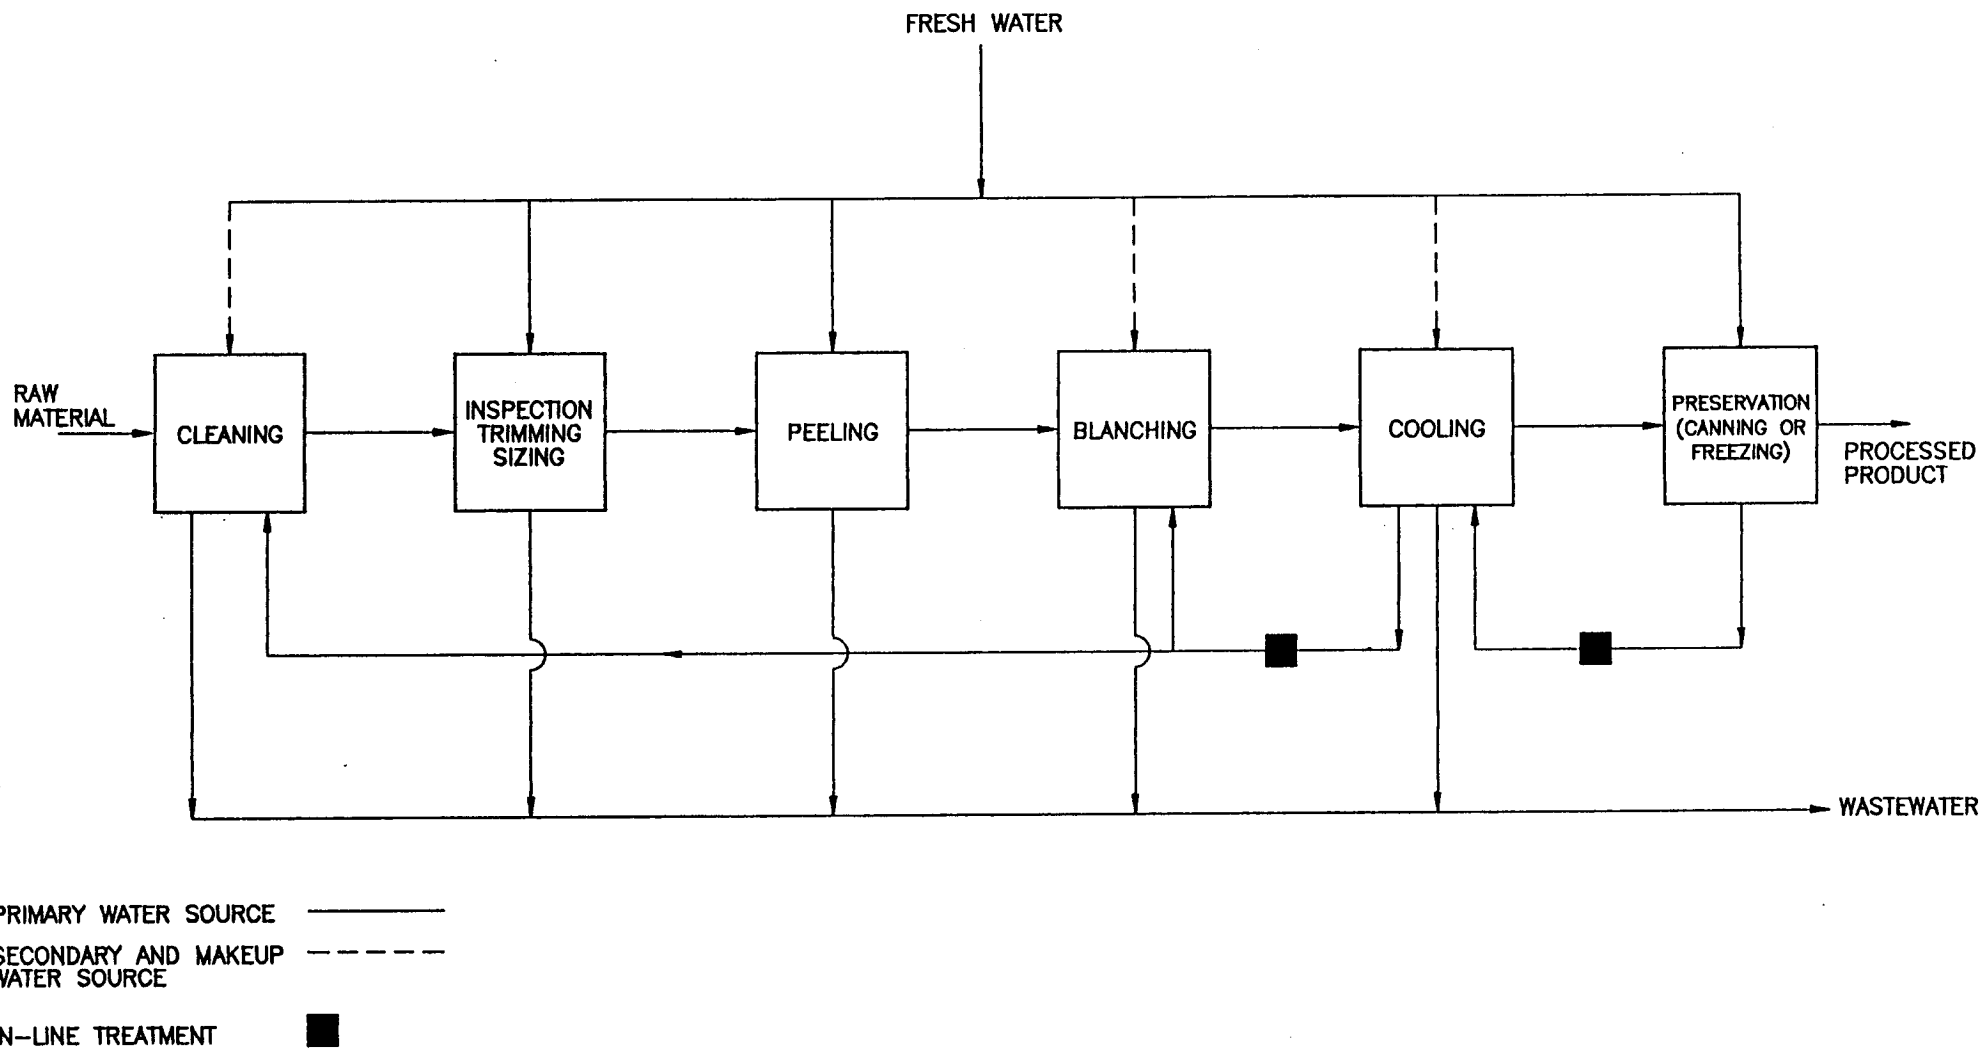 FRESH WATER
RAW
MATERIAL
CLEANING
INSPECTION
TRIMMING
SIZING
PEELING
BLANCHING
COOLING
PRESERVATION
(CANNING OR
FREEZING)
PROCESSED
PRODUCT
WASTEWATER
PRIMARY WATER SOURCE
SECONDARY AND MAKEUP
WATER SOURCE
N-LINE TREATMENT